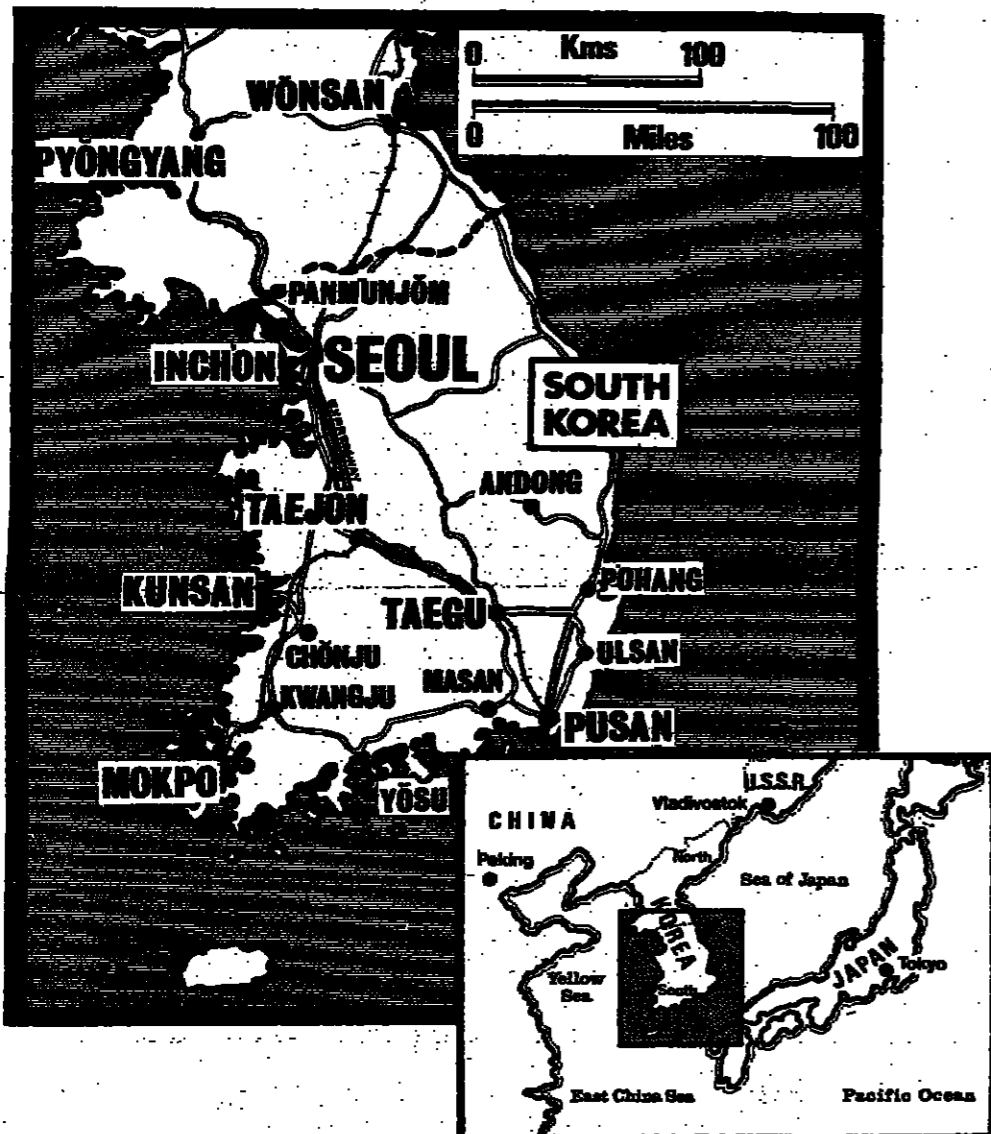 0 Kms 100
0 Miles 100
WŎNSAN
PYŎNGYANG
PANMUNJŎM
INCHON
SEOUL
SOUTH
KOREA
ANDONG
TAEJON
KUNSAN
TAEGU
POHANG
CHŎNJU
ULSAN
MASAN
KWANGJU
PUSAN
MOKPO
YŎSU
U.S.S.R.
Vladivostok
CHINA
Peking
North
Sea of Japan
KOREA
JAPAN
Tokyo
Yellow
Sea
South
East China Sea
Pacific Ocean